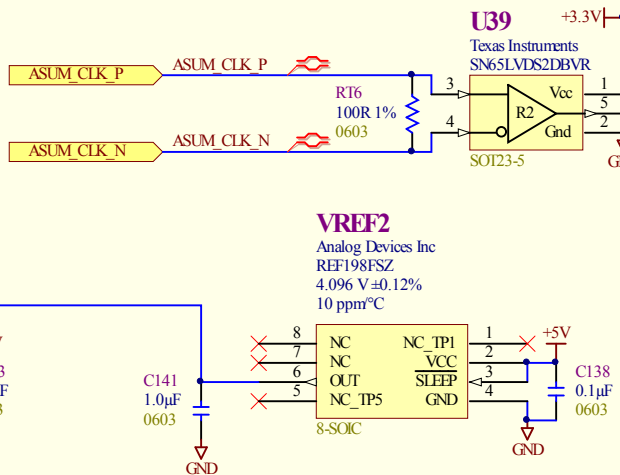 U39
+3.3V
Texas Instruments
SN65LVDS2DBVR
ASUM_CLK_P
ASUM_CLK_P
RT6
100R 1%
0603
3
4
R2
Vcc
Gnd
1
5
2
ASUM_CLK_N
ASUM_CLK_N
SOT23-5
VREF2
Analog Devices Inc
REF198FSZ
4.096 V ±0.12%
10 ppm/°C
8
7
6
5
NC
NC
OUT
NC_TP5
NC_TP1
VCC
SLEEP
GND
1
2
3
4
+5V
C138
0.1µF
0603
C141
1.0µF
0603
8-SOIC
GND
GND